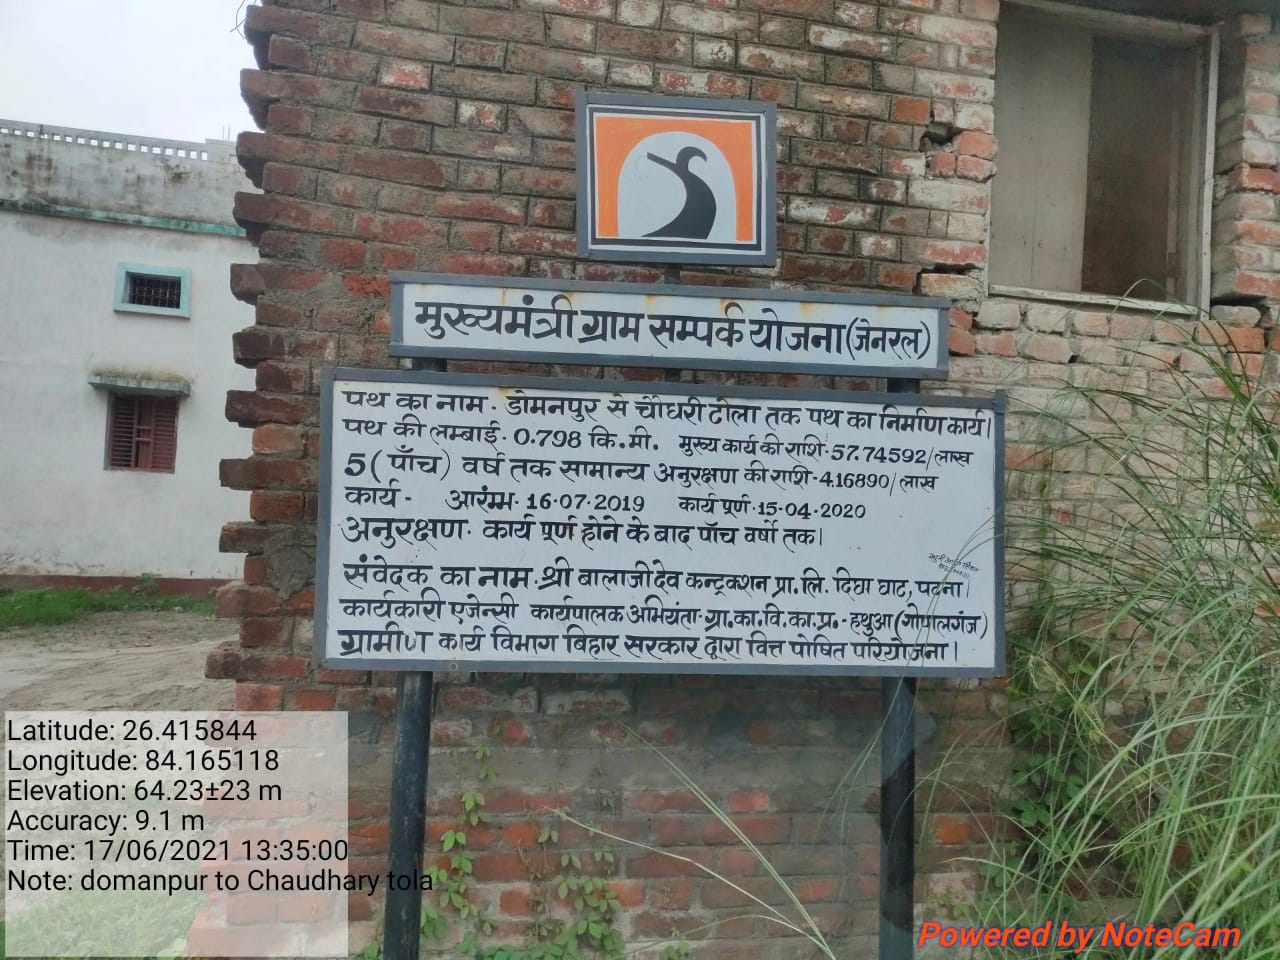 मुख्यमंत्री ग्राम सम्पर्क योजना (जेनरल)
पथ का नाम - डोमनपुर से चौधरी टोला तक पथ का निर्माण कार्य।
पथ की लम्बाई - 0.798 कि.मी. मुख्य कार्य की राशि - 57.74592/लाख
5 (पाँच) वर्ष तक सामान्य अनुरक्षण की राशि - 4.16890/लाख
कार्य - आरंम्भ - 16-07-2019 कार्य पूर्ण - 15-04-2020
अनुरक्षण - कार्य पूर्ण होने के बाद पॉच वर्षो तक।
संवेदक का नाम - श्री बालाजी देव कन्ट्रक्शन प्रा. लि. दिघा घाट, पटना।
कार्यकारी एजेन्सी कार्यपालक अभियंता - ग्रा.का.वि.का.प्र. - हथुआ (गोपालगंज)
ग्रामीण कार्य विभाग बिहार सरकार द्वारा वित्त पोषित परियोजना।
Latitude: 26.415844
Longitude: 84.165118
Elevation: 64.23±23 m
Accuracy: 9.1 m
Time: 17/06/2021 13:35:00
Note: domanpur to Chaudhary tola
Powered by NoteCam